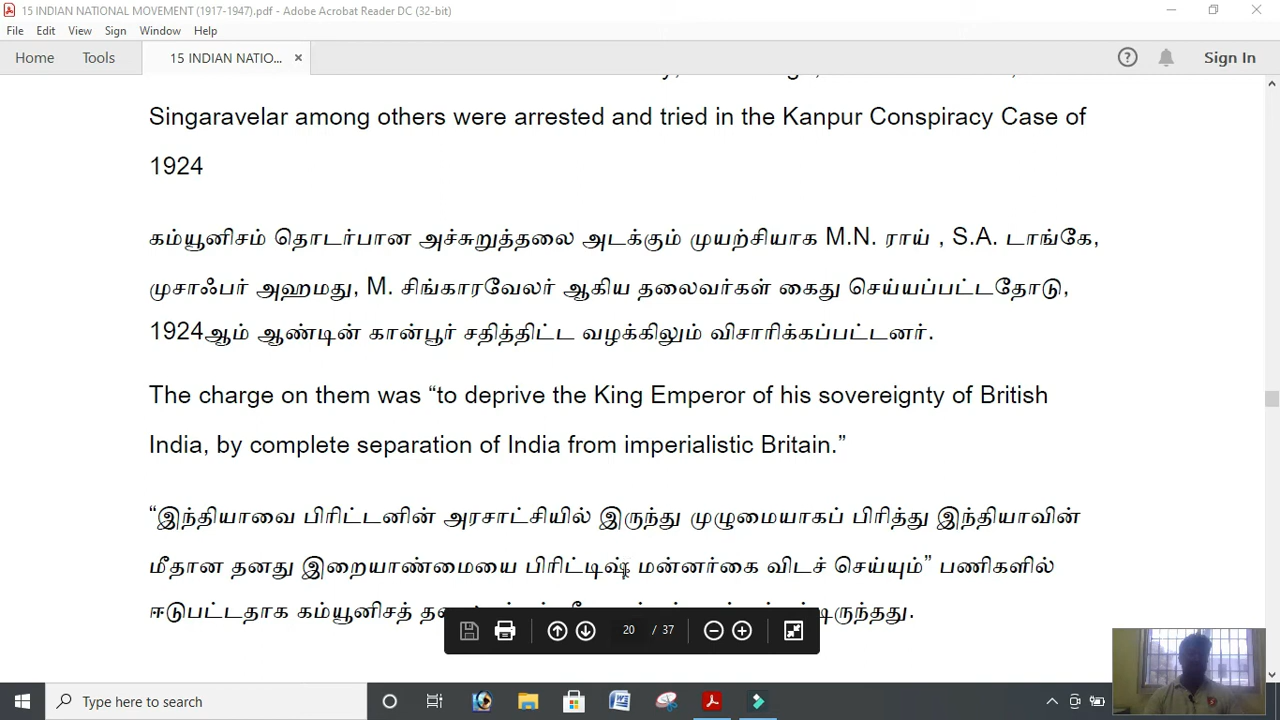 15 INDIAN NATIONAL MOVEMENT (1917-1947).pdf - Adobe Acrobat Reader DC (32-bit)
File Edit View Sign Window Help
Home Tools 15 INDIAN NATIO... × Sign In
Singaravelar among others were arrested and tried in the Kanpur Conspiracy Case of
1924
கம்யூனிசம் தொடர்பான அச்சுறுத்தலை அடக்கும் முயற்சியாக M.N. ராய் , S.A. டாங்கே,
முசாஃபர் அஹமது, M. சிங்காரவேலர் ஆகிய தலைவர்கள் கைது செய்யப்பட்டதோடு,
1924ஆம் ஆண்டின் கான்பூர் சதித்திட்ட வழக்கிலும் விசாரிக்கப்பட்டனர்.
The charge on them was “to deprive the King Emperor of his sovereignty of British
India, by complete separation of India from imperialistic Britain.”
“இந்தியாவை பிரிட்டனின் அரசாட்சியில் இருந்து முழுமையாகப் பிரித்து இந்தியாவின்
மீதான தனது இறையாண்மையை பிரிட்டிஷ் மன்னர்கை விடச் செய்யும்” பணிகளில்
ஈடுபட்டதாக கம்யூனிசத்
20 / 37
Type here to search